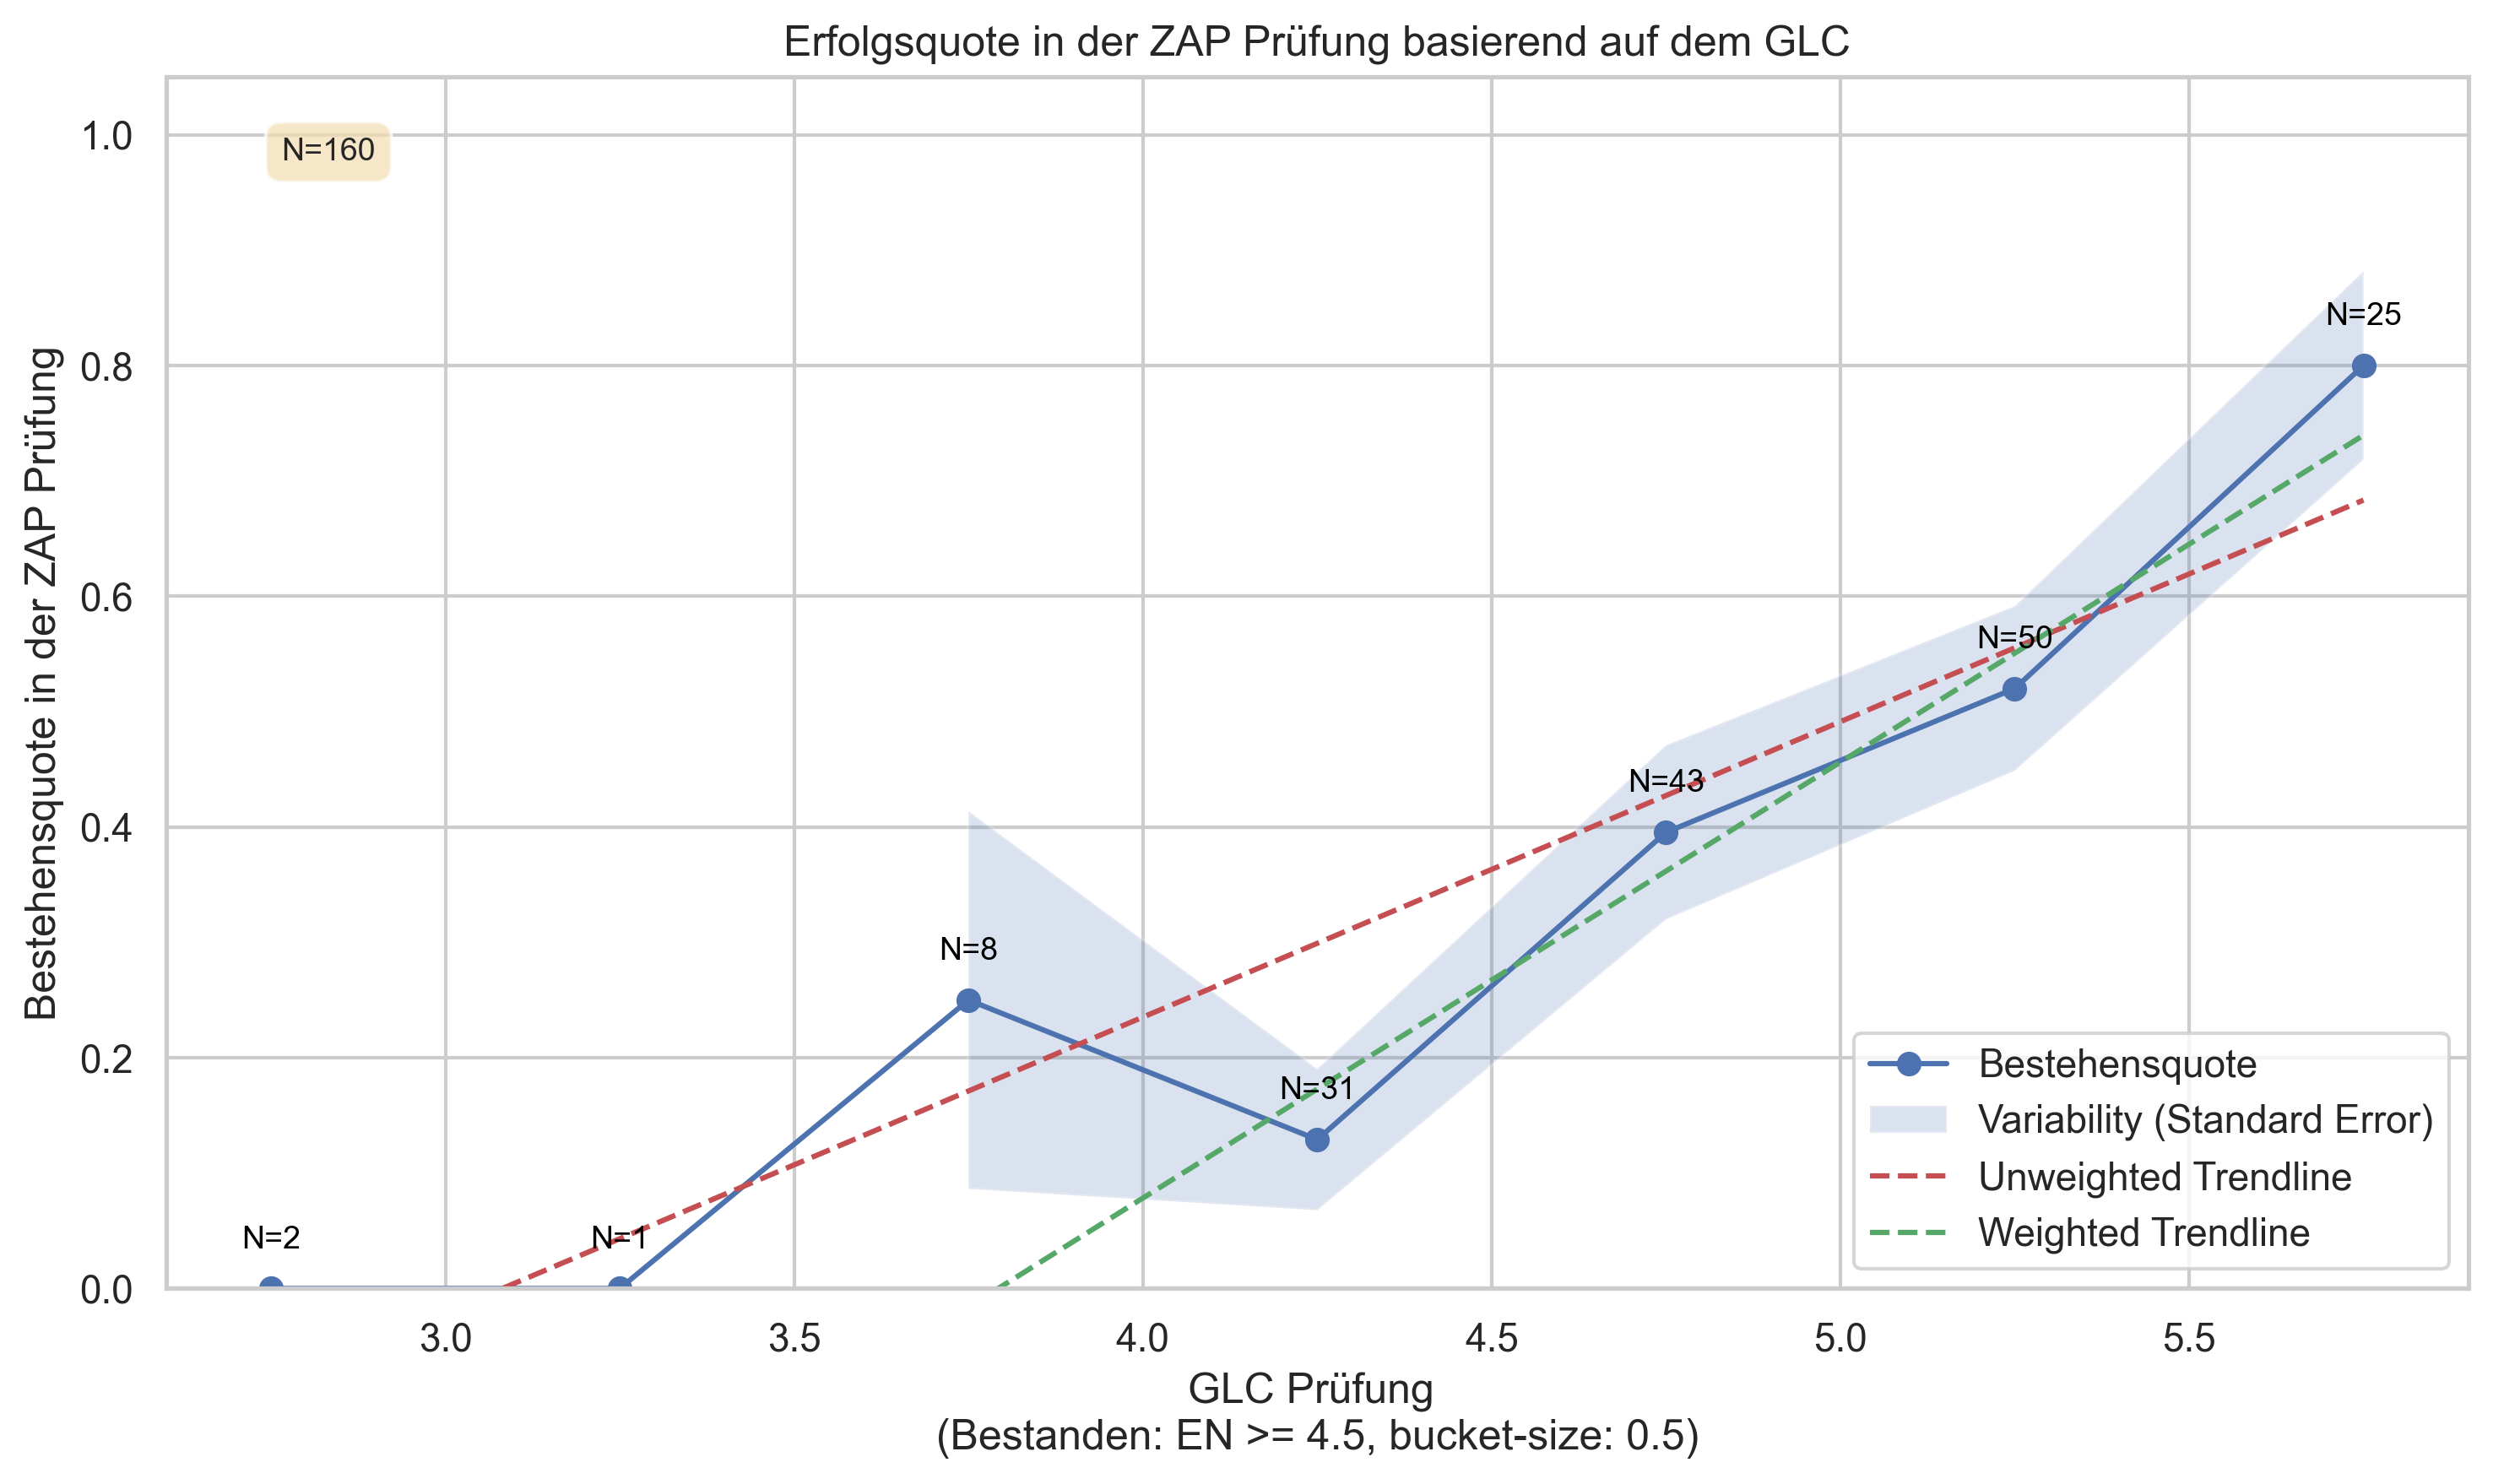 Erfolgsquote in der ZAP Prüfung basierend auf dem GLC
Bestehensquote in der ZAP Prüfung
1.0
0.8
0.6
0.4
0.2
0.0
N=160
N=2
N=1
N=8
N=31
N=43
N=50
N=25
Bestehensquote
Variability (Standard Error)
Unweighted Trendline
Weighted Trendline
3.0
3.5
4.0
4.5
5.0
5.5
GLC Prüfung
(Bestanden: EN >= 4.5, bucket-size: 0.5)